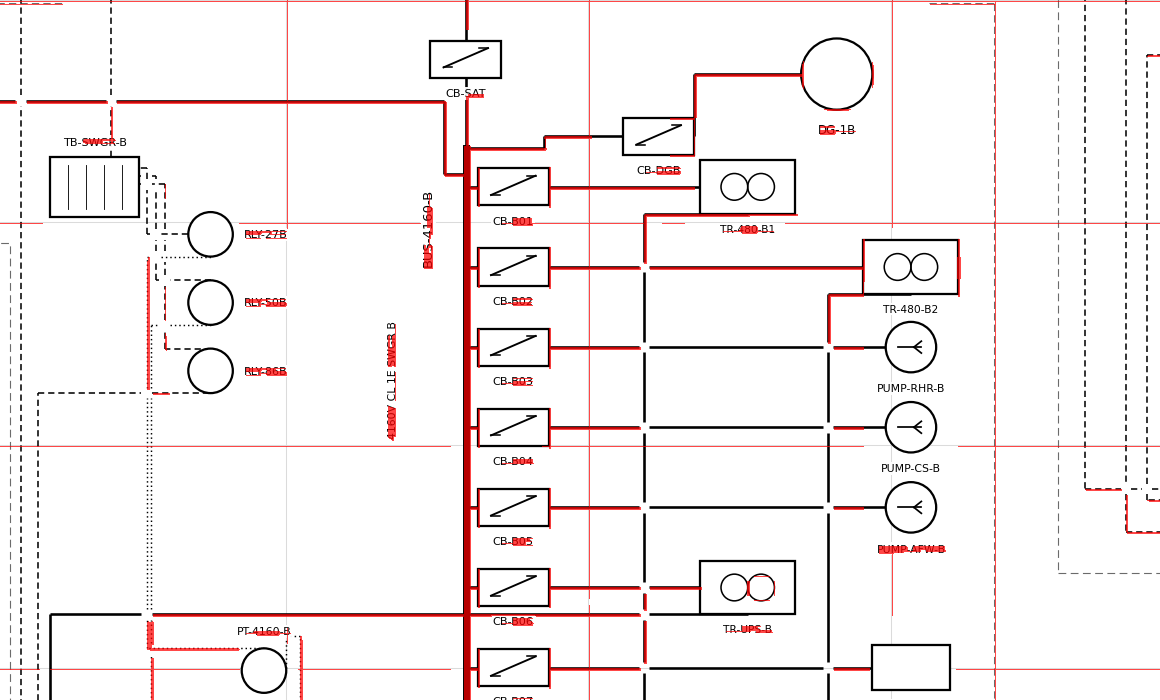 CB-SAT
DG-1B
TB-SWGR-B
CB-DGB
BUS-4160-B
CB-B01
TR-480-B1
RLY-27B
CB-B02
RLY-50B
TR-480-B2
4160V CL 1E SWGR B
RLY-86B
CB-B03
PUMP-RHR-B
CB-B04
PUMP-CS-B
CB-B05
PUMP-AFW-B
CB-B06
PT-4160-B
TR-UPS-B
CB-B07